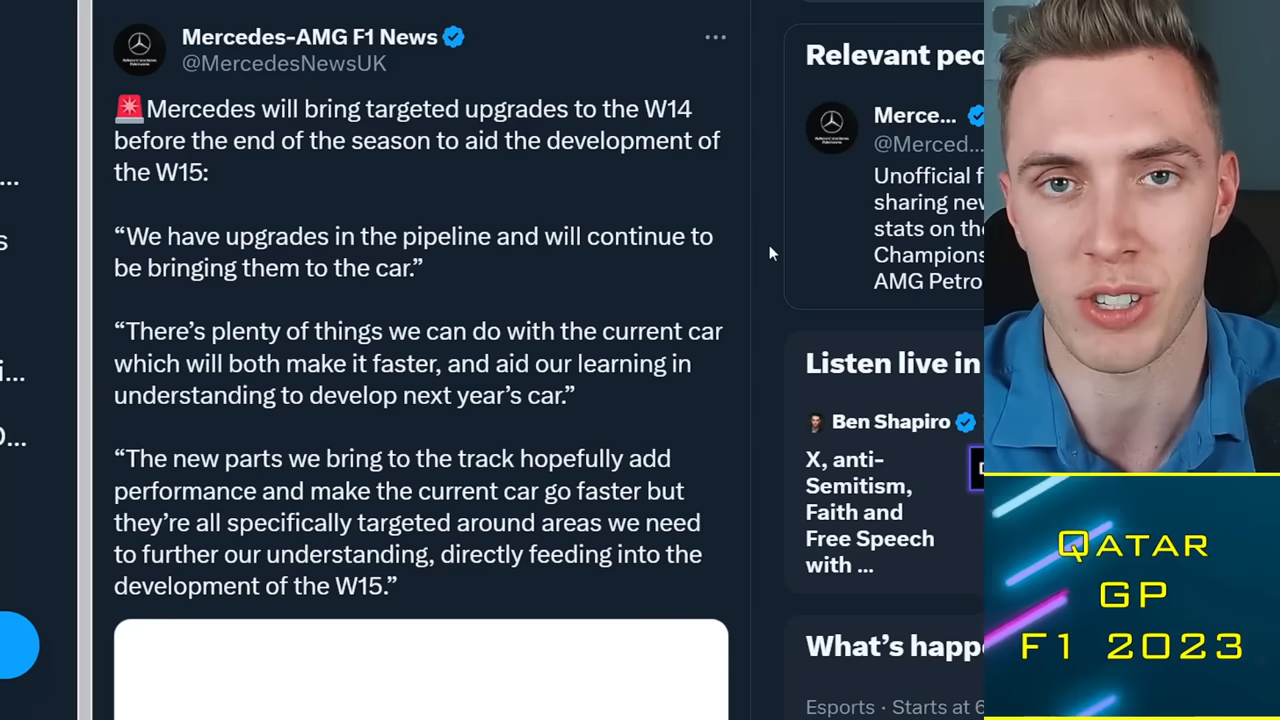 Mercedes-AMG F1 News
@MercedesNewsUK
🚨Mercedes will bring targeted upgrades to the W14
before the end of the season to aid the development of
the W15:
“We have upgrades in the pipeline and will continue to
be bringing them to the car.”
“There’s plenty of things we can do with the current car
which will both make it faster, and aid our learning in
understanding to develop next year’s car.”
“The new parts we bring to the track hopefully add
performance and make the current car go faster but
they’re all specifically targeted around areas we need
to further our understanding, directly feeding into the
development of the W15.”
Relevant peo
Merce...
@Merced...
Unofficial f
sharing nev
stats on the
Champions
AMG Petro
Listen live in
Ben Shapiro
X, anti-
Semitism,
Faith and
Free Speech
with ...
What’s happ
Esports · Starts at 6
QATAR
GP
F1 2023